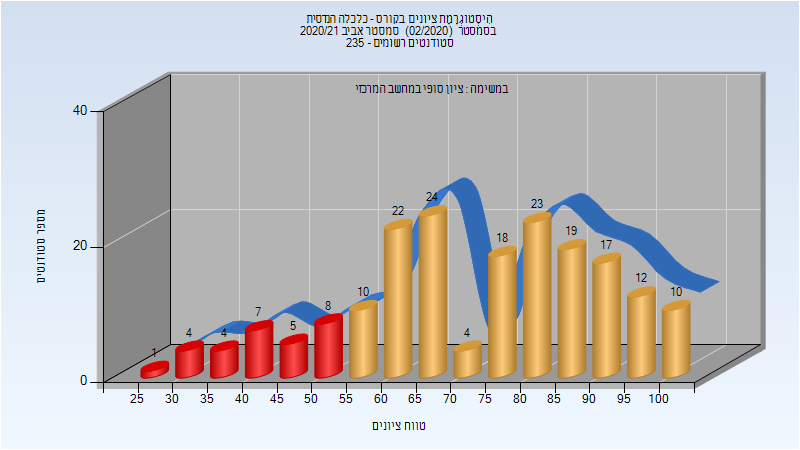 היסטוגרמת ציונים בקורס - כלכלה הנדסית
בסמסטר (02/2020) סמסטר אביב 2020/21
סטודנטים רשומים - 235
במשימה : ציון סופי במחשב המרכזי
מספר סטודנטים
40
20
0
1
4
4
7
5
8
10
22
24
4
18
23
19
17
12
10
25 30 35 40 45 50 55 60 65 70 75 80 85 90 95 100
טווח ציונים